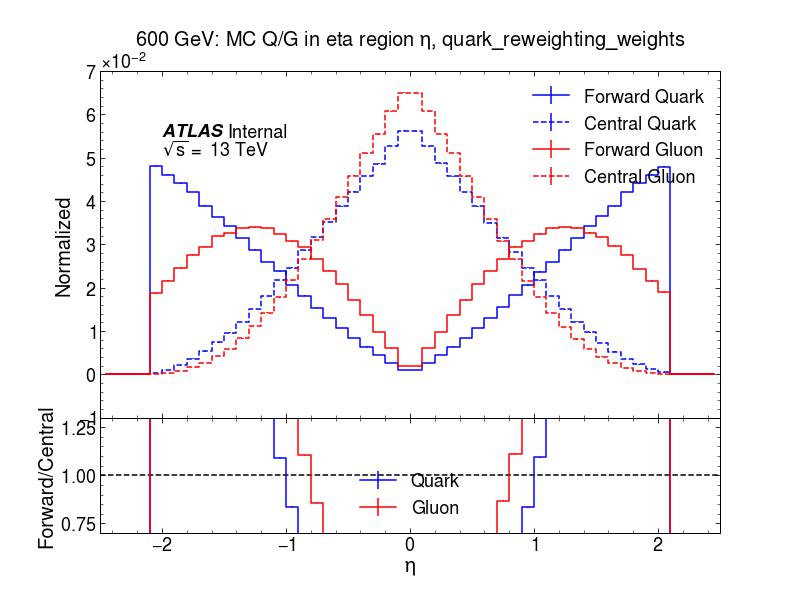 600 GeV: MC Q/G in eta region η, quark_reweighting_weights
×10⁻²
7
6
5
4
3
2
1
0
−1
Normalized
ATLAS Internal
√s = 13 TeV
Forward Quark
Central Quark
Forward Gluon
Central Gluon
1.25
1.00
0.75
Forward/Central
Quark
Gluon
−2 −1 0 1 2
η